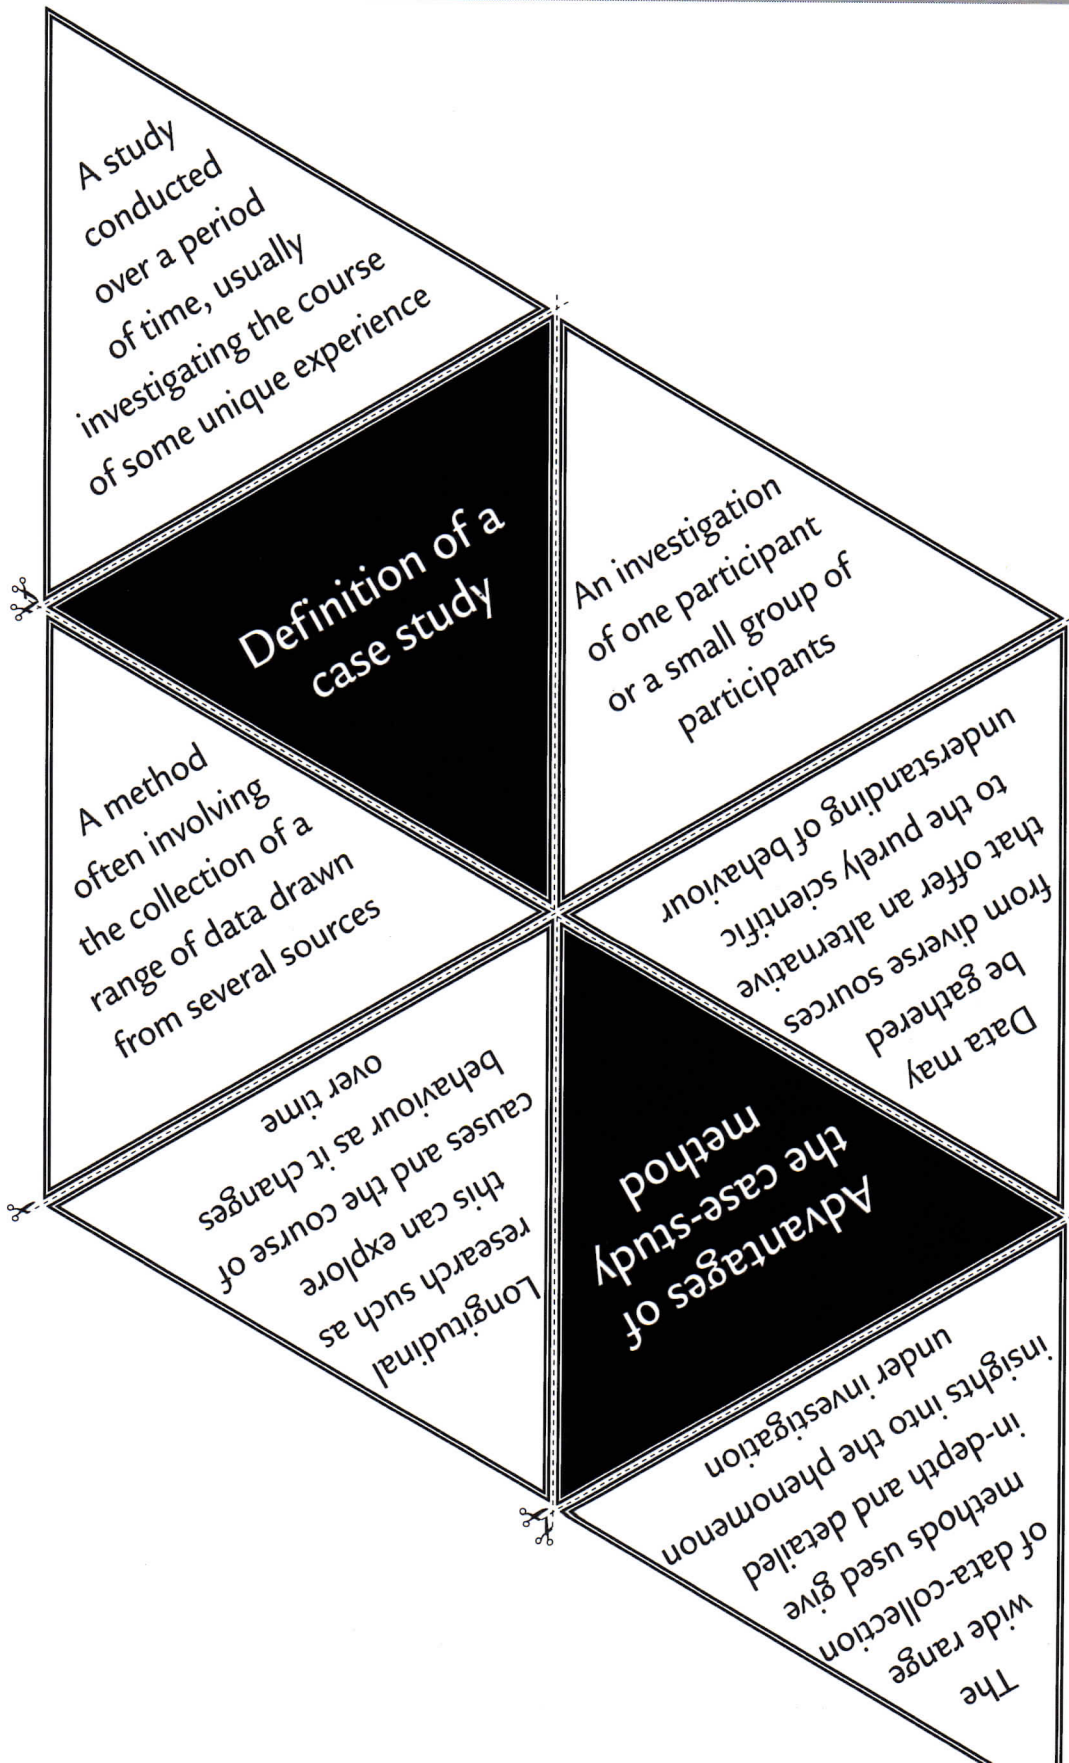 A study
conducted
over a period
of time, usually
investigating the course
of some unique experience
Definition of a
case study
An investigation
of one participant
or a small group of
participants
A method
often involving
the collection of a
range of data drawn
from several sources
Data may
be gathered
from diverse sources
that offer an alternative
to the purely scientific
understanding of behaviour
Longitudinal
research such as
this can explore
causes and the course of
behaviour as it changes
over time
Advantages of
the case-study
method
The
wide range
of data-collection
methods used give
in-depth and detailed
insights into the phenomenon
under investigation